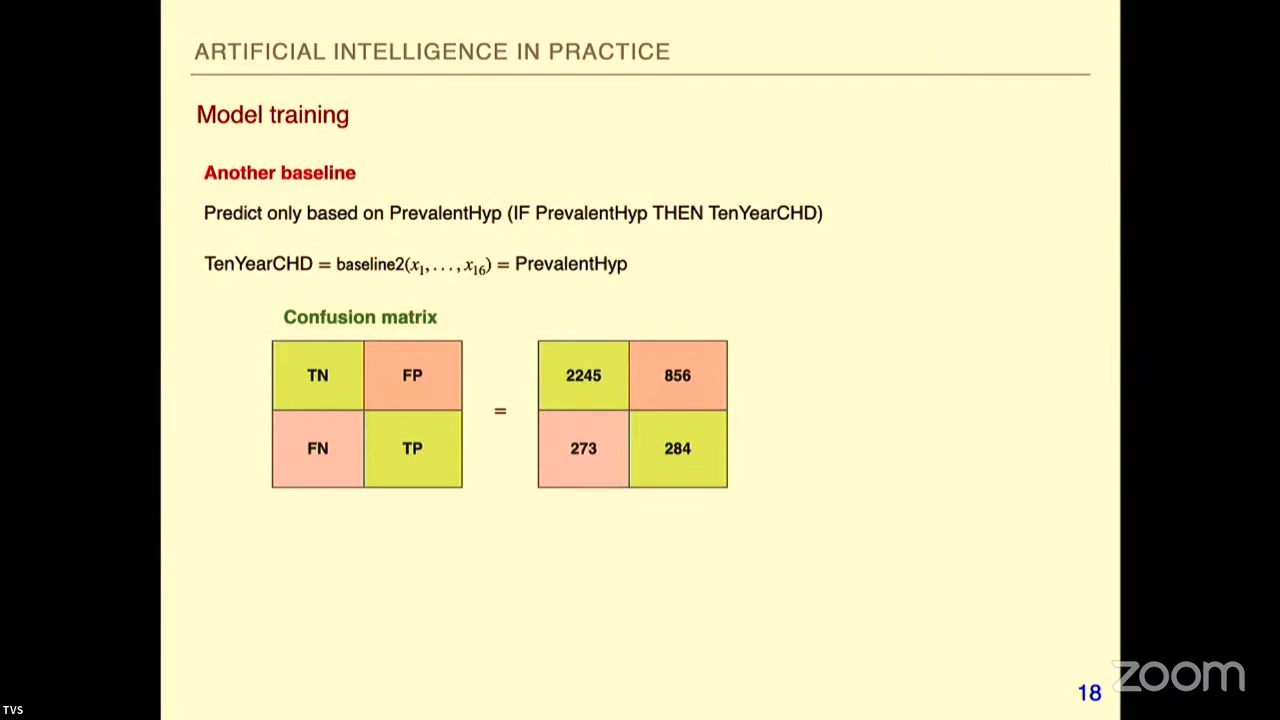 ARTIFICIAL INTELLIGENCE IN PRACTICE
Model training
Another baseline
Predict only based on PrevalentHyp (IF PrevalentHyp THEN TenYearCHD)
TenYearCHD = baseline2(x₁, . . . , x₁₆) = PrevalentHyp
Confusion matrix
TN FP
FN TP
=
2245 856
273 284
18
zoom
TVS